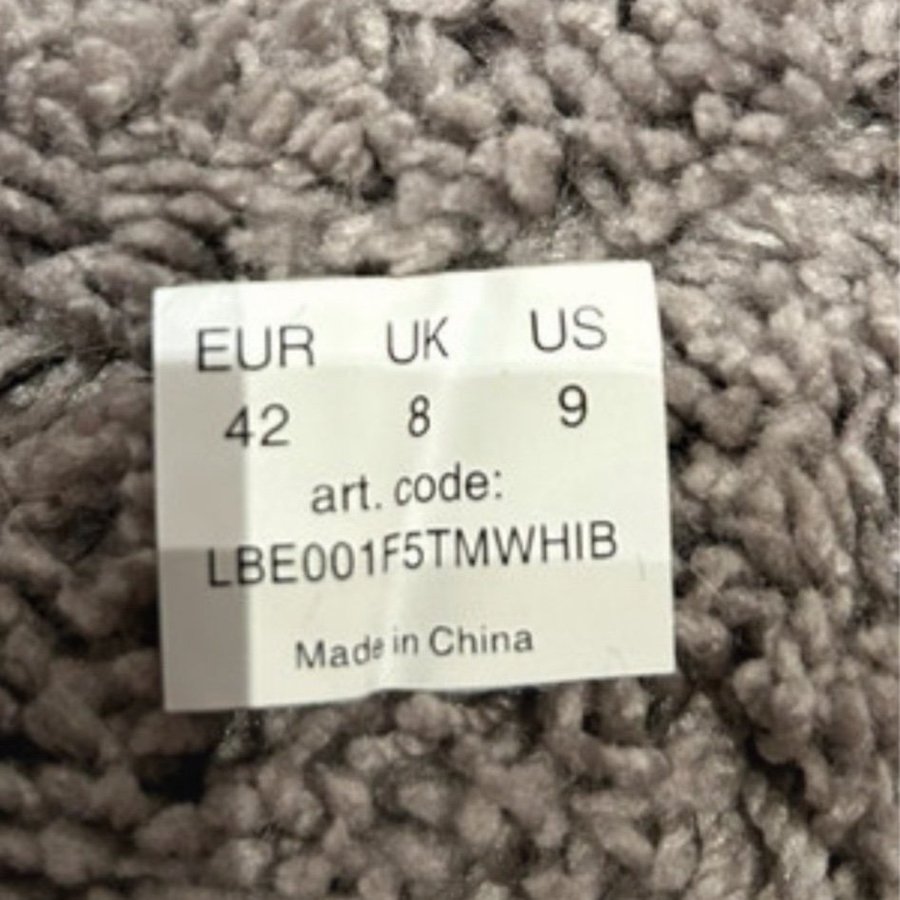 EUR UK US
42 8 9
art. code:
LBE001F5TMWHIB
Made in China